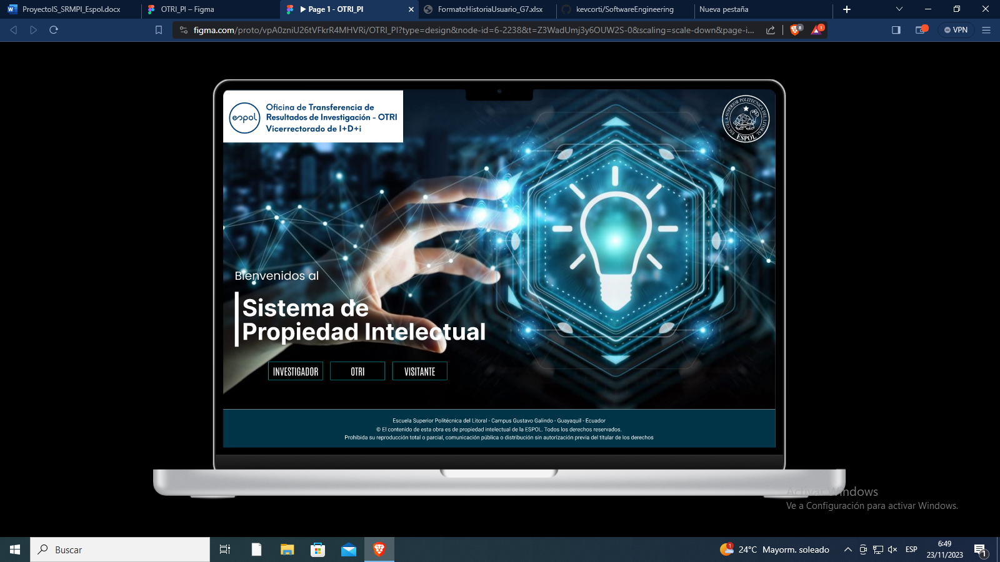 ProyectoIS_SRMPI_Espol.docx
OTRI_PI – Figma
▶ Page 1 - OTRI_PI
FormatoHistoriaUsuario_G7.xlsx
kevcorti/SoftwareEngineering
Nueva pestaña
figma.com/proto/vpA0zniU26tVFkrR4MHVRi/OTRI_PI?type=design&node-id=6-2238&t=Z3WadUmj3y6OUW2S-0&scaling=scale-down&page-i...
8
1
VPN
espol
Oficina de Transferencia de
Resultados de Investigación - OTRI
Vicerrectorado de I+D+i
ESCUELA SUPERIOR POLITECNICA DEL LITORAL
ESPOL
Bienvenidos al
Sistema de
Propiedad Intelectual
INVESTIGADOR
OTRI
VISITANTE
Escuela Superior Politécnica del Litoral - Campus Gustavo Galindo - Guayaquil - Ecuador
© El contenido de esta obra es de propiedad intelectual de la ESPOL. Todos los derechos reservados.
Prohibida su reproducción total o parcial, comunicación pública o distribución sin autorización previa del titular de los derechos
Activar Windows
Ve a Configuración para activar Windows.
Buscar
1
24°C Mayorm. soleado
ESP
6:49
23/11/2023
1